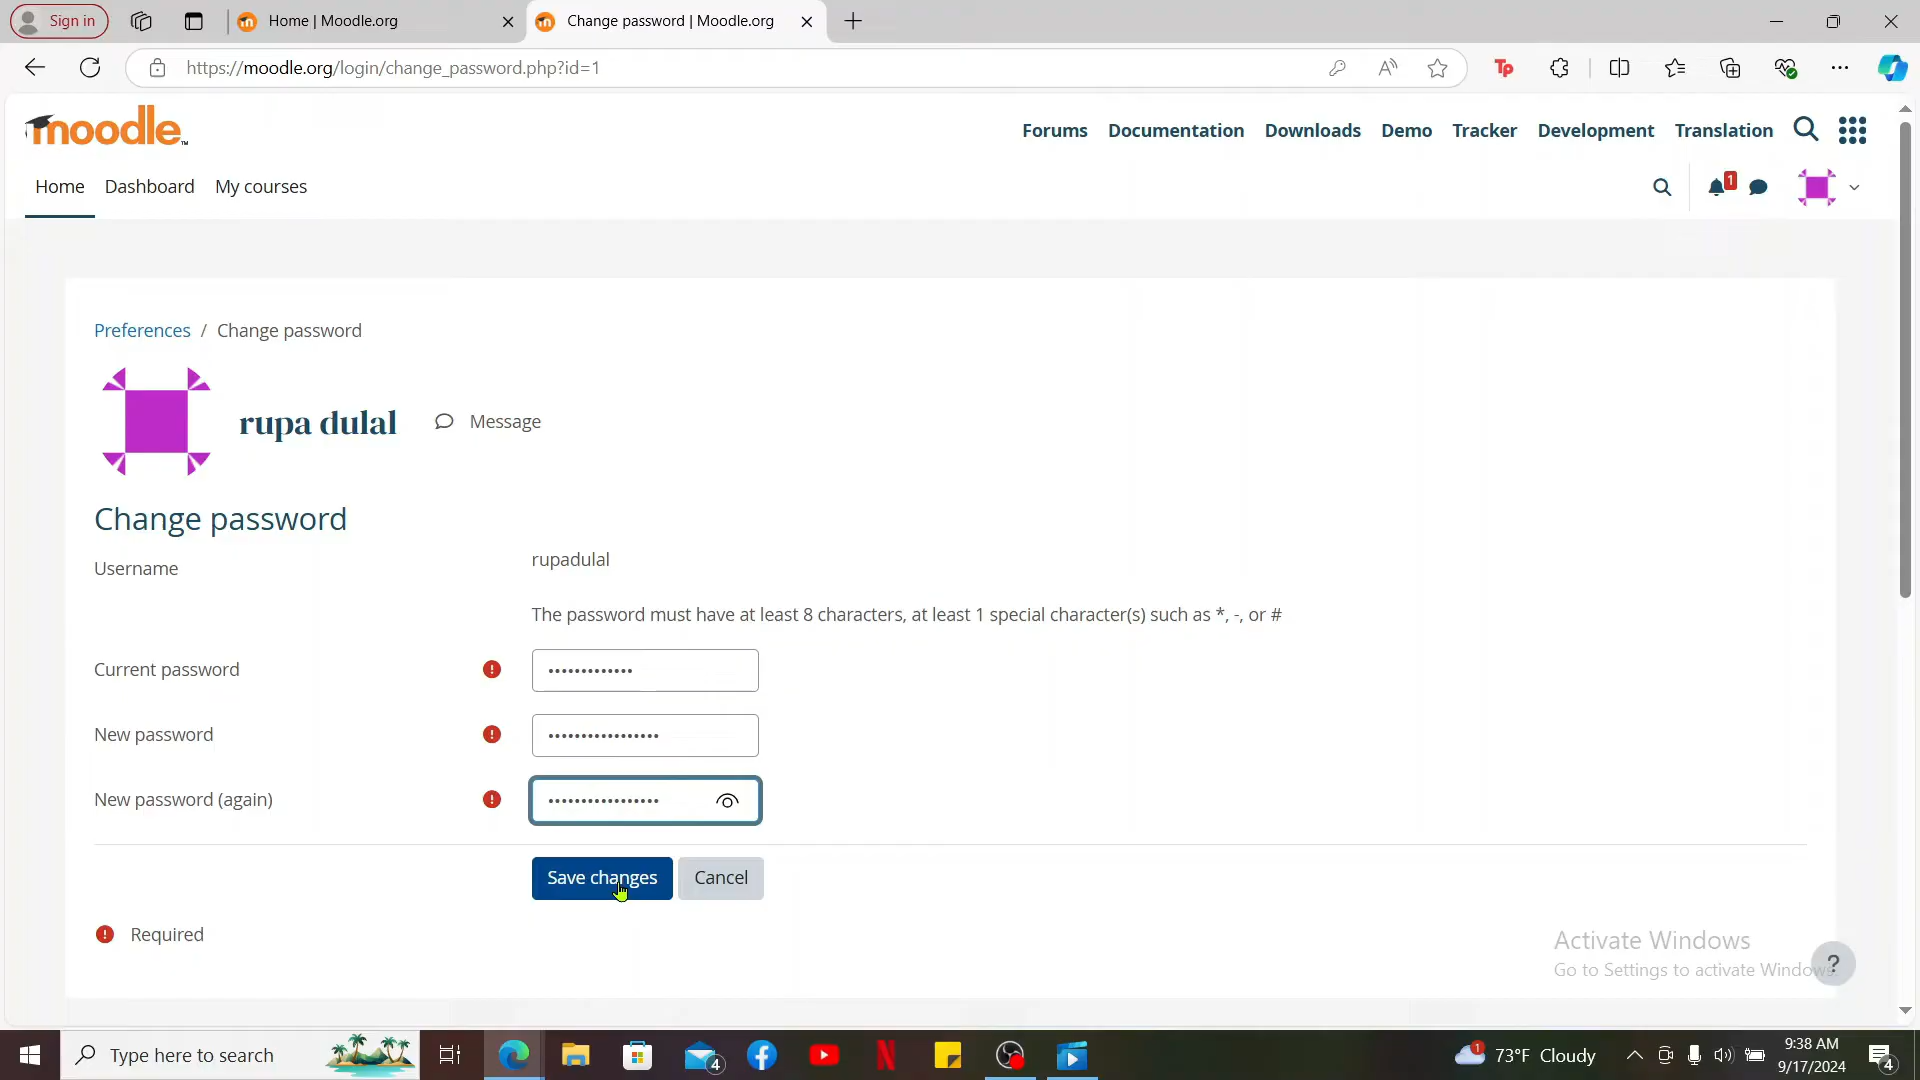 Sign in
Home | Moodle.org
Change password | Moodle.org
https://moodle.org/login/change_password.php?id=1
moodle
Forums Documentation Downloads Demo Tracker Development Translation
Home Dashboard My courses
1
Preferences / Change password
rupa dulal
Message
Change password
Username
rupadulal
The password must have at least 8 characters, at least 1 special character(s) such as *, -, or #
Current password
•••••••••••••
New password
•••••••••••••••••
New password (again)
•••••••••••••••••
Save changes
Cancel
Required
Activate Windows
Go to Settings to activate Windows.
?
Type here to search
4
1
73°F Cloudy
9:38 AM
9/17/2024
4